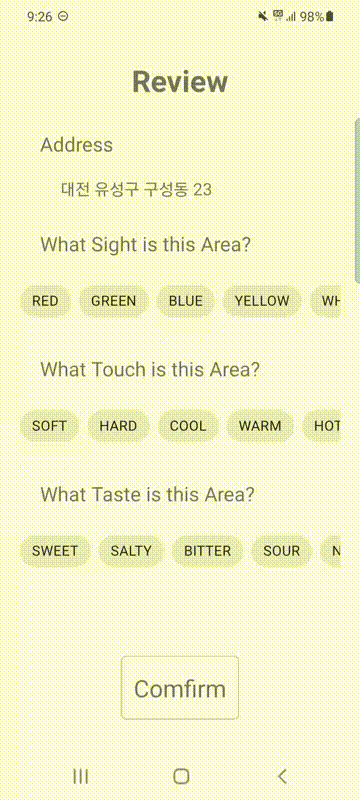 9:26 98%
Review
Address
대전 유성구 구성동 23
What Sight is this Area?
RED GREEN BLUE YELLOW WH
What Touch is this Area?
SOFT HARD COOL WARM HOT
What Taste is this Area?
SWEET SALTY BITTER SOUR N
Comfirm